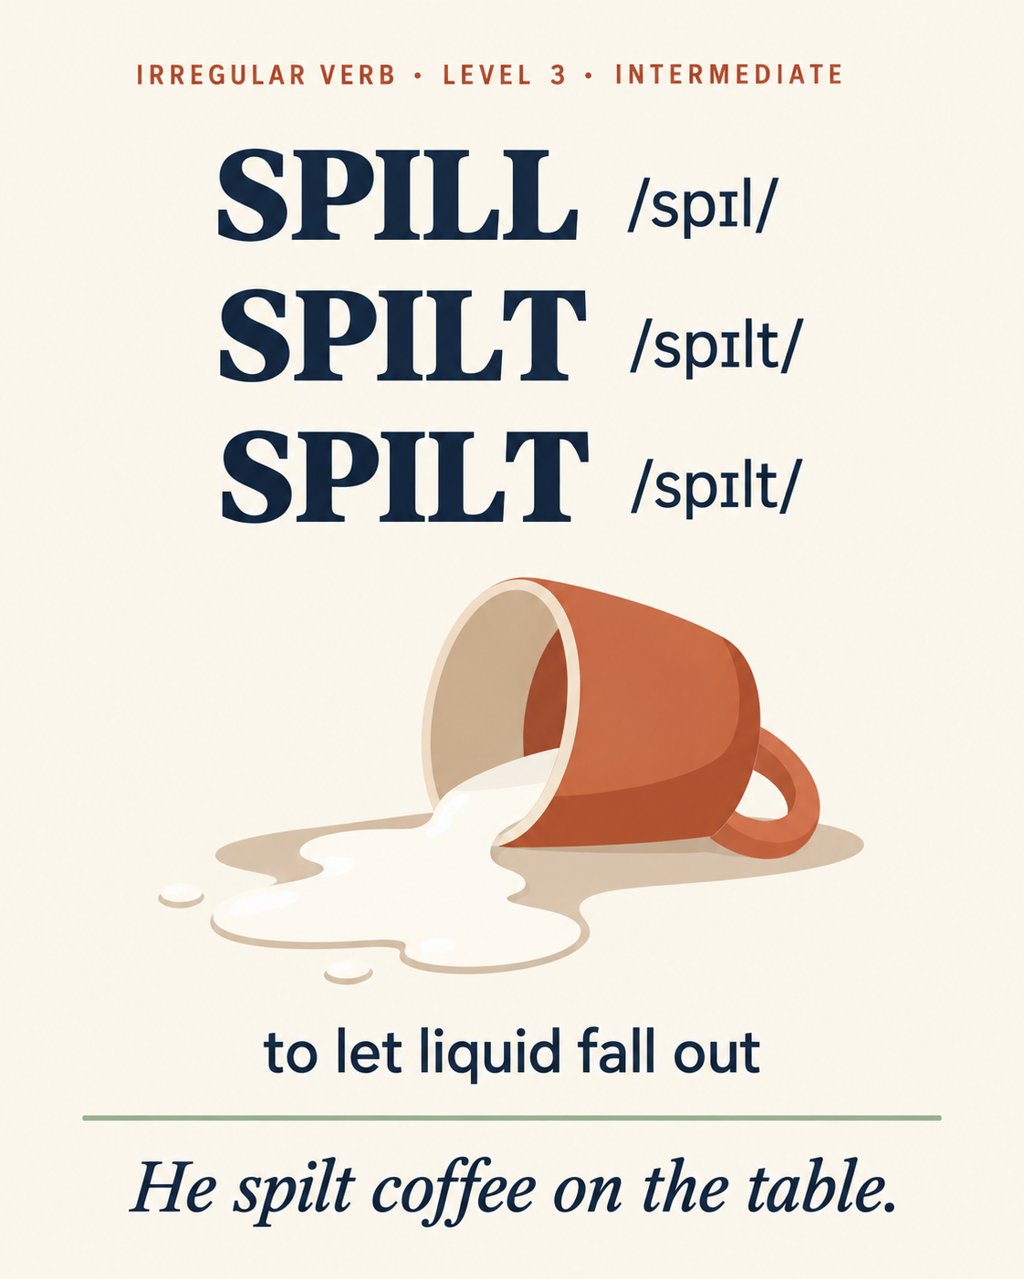 IRREGULAR VERB • LEVEL 3 • INTERMEDIATE
SPILL /spɪl/
SPILT /spɪlt/
SPILT /spɪlt/
to let liquid fall out
He spilt coffee on the table.